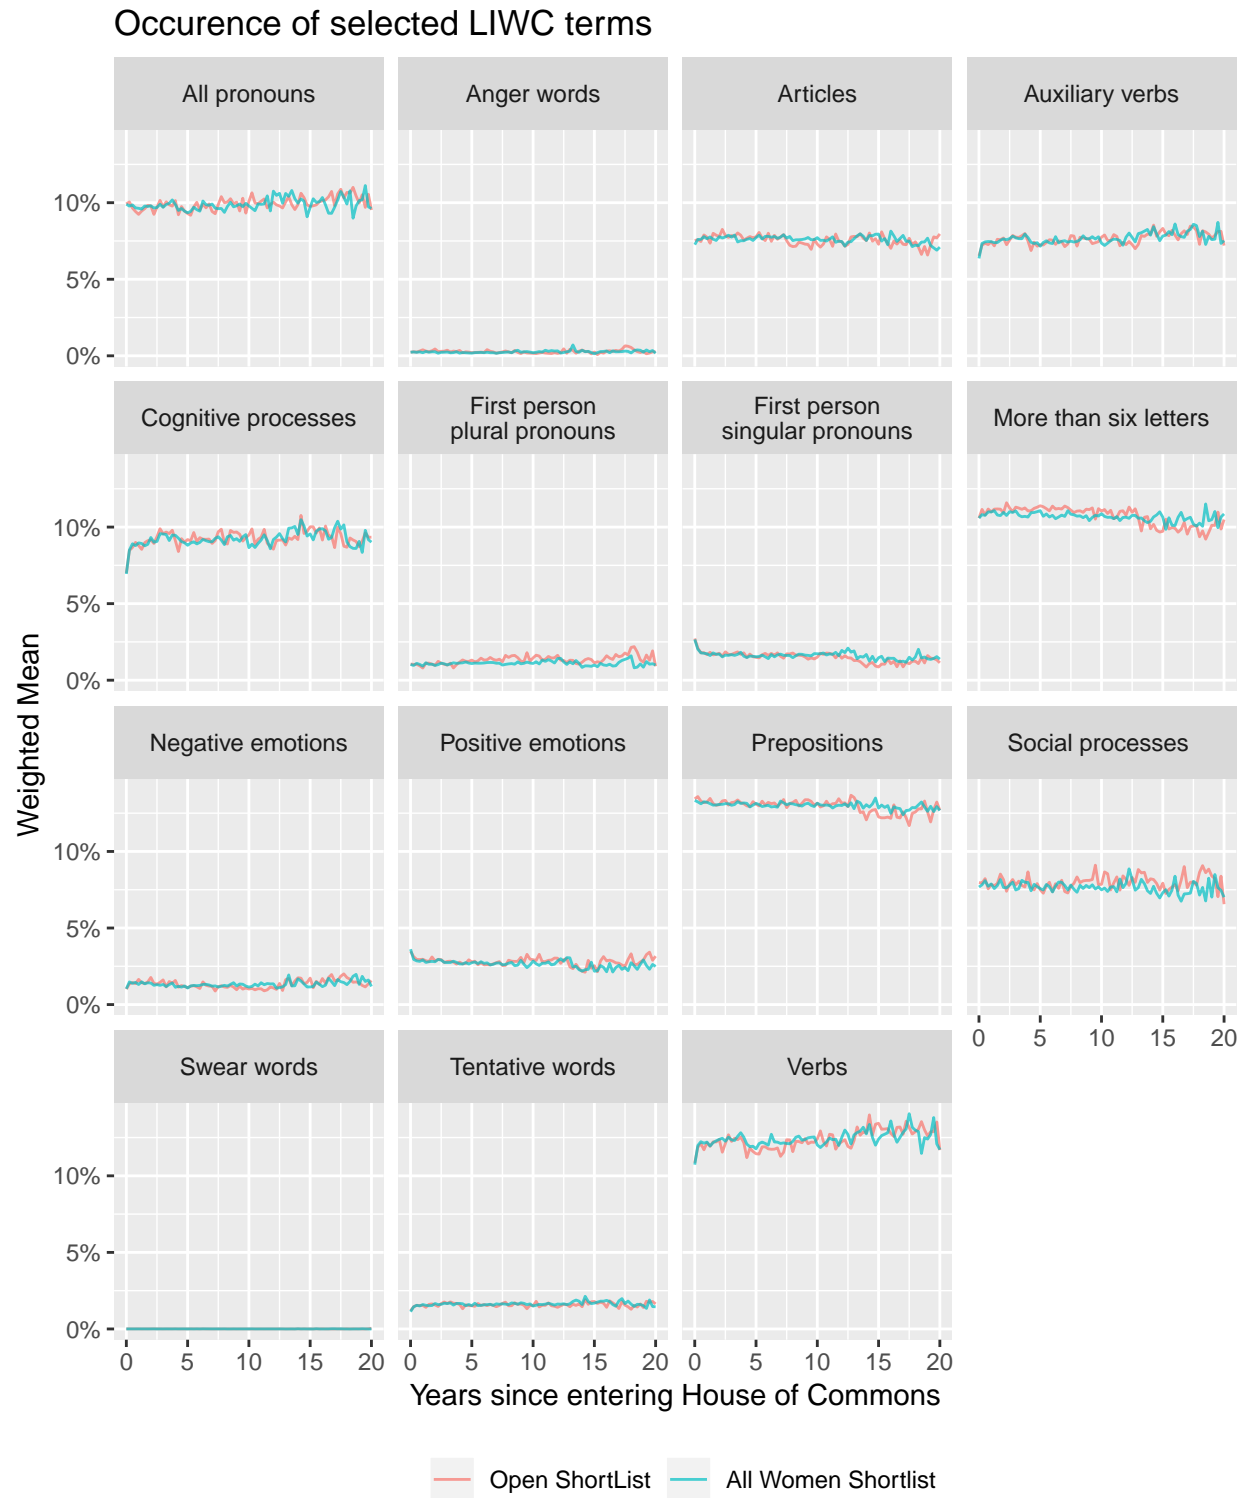 Occurence of selected LIWC terms
All pronouns
Anger words
Articles
Auxiliary verbs
10%
5%
0%
Cognitive processes
First person
plural pronouns
First person
singular pronouns
More than six letters
10%
5%
0%
Negative emotions
Positive emotions
Prepositions
Social processes
10%
5%
0%
0 5 10 15 20
Swear words
Tentative words
Verbs
10%
5%
0%
0 5 10 15 20
0 5 10 15 20
0 5 10 15 20
Weighted Mean
Years since entering House of Commons
Open ShortList
All Women Shortlist